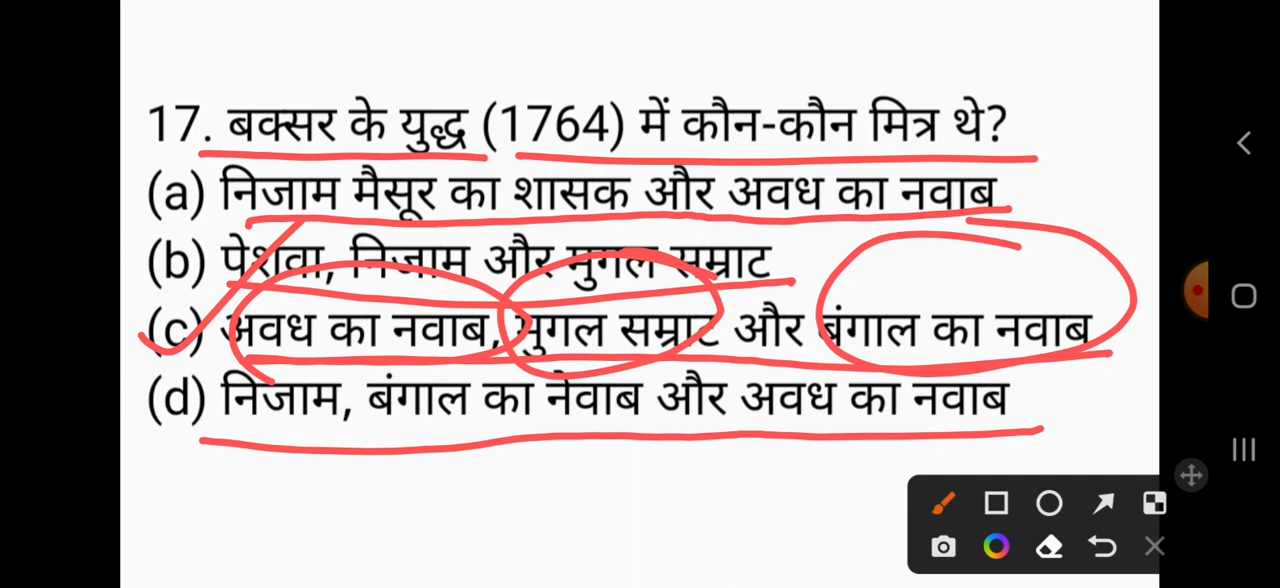 17. बक्सर के युद्ध (1764) में कौन-कौन मित्र थे?
(a) निजाम मैसूर का शासक और अवध का नवाब
(b) पेशवा, निजाम और मुगल सम्राट
(c) अवध का नवाब, मुगल सम्राट और बंगाल का नवाब
(d) निजाम, बंगाल का नवाब और अवध का नवाब